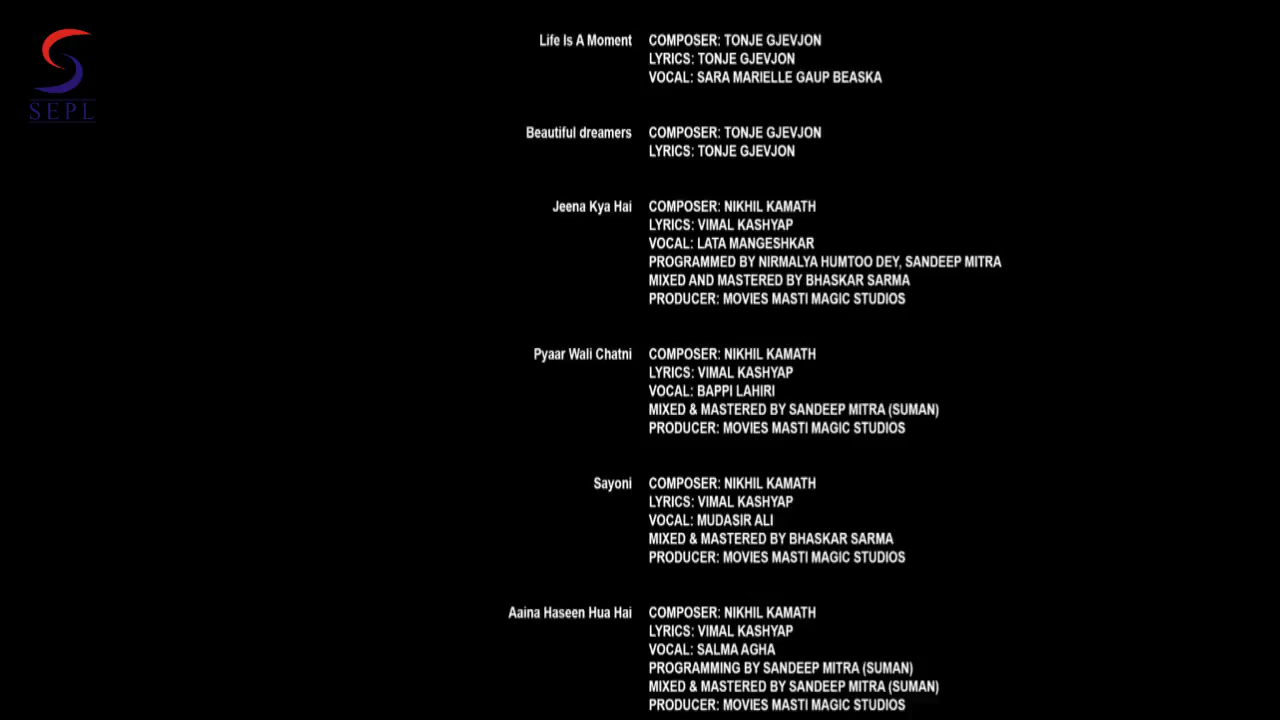 SEPL
Life Is A Moment COMPOSER: TONJE GJEVJON
LYRICS: TONJE GJEVJON
VOCAL: SARA MARIELLE GAUP BEASKA
Beautiful dreamers COMPOSER: TONJE GJEVJON
LYRICS: TONJE GJEVJON
Jeena Kya Hai COMPOSER: NIKHIL KAMATH
LYRICS: VIMAL KASHYAP
VOCAL: LATA MANGESHKAR
PROGRAMMED BY NIRMALYA HUMTOO DEY, SANDEEP MITRA
MIXED AND MASTERED BY BHASKAR SARMA
PRODUCER: MOVIES MASTI MAGIC STUDIOS
Pyaar Wali Chatni COMPOSER: NIKHIL KAMATH
LYRICS: VIMAL KASHYAP
VOCAL: BAPPI LAHIRI
MIXED & MASTERED BY SANDEEP MITRA (SUMAN)
PRODUCER: MOVIES MASTI MAGIC STUDIOS
Sayoni COMPOSER: NIKHIL KAMATH
LYRICS: VIMAL KASHYAP
VOCAL: MUDASIR ALI
MIXED & MASTERED BY BHASKAR SARMA
PRODUCER: MOVIES MASTI MAGIC STUDIOS
Aaina Haseen Hua Hai COMPOSER: NIKHIL KAMATH
LYRICS: VIMAL KASHYAP
VOCAL: SALMA AGHA
PROGRAMMING BY SANDEEP MITRA (SUMAN)
MIXED & MASTERED BY SANDEEP MITRA (SUMAN)
PRODUCER: MOVIES MASTI MAGIC STUDIOS